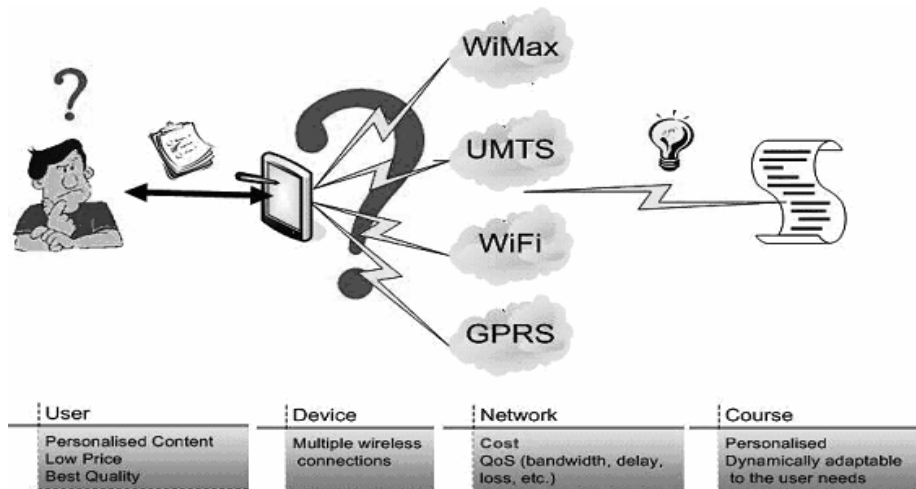 ?
?
WiMax
UMTS
WiFi
GPRS
User
Personalised Content
Low Price
Best Quality
Device
Multiple wireless
connections
Network
Cost
QoS (bandwidth, delay,
loss, etc.)
Course
Personalised
Dynamically adaptable
to the user needs